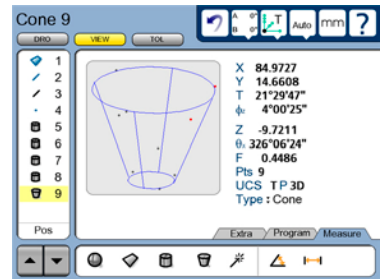 Cone 9
A 0°
B 0°
T
Auto
mm
?
DRO
VIEW
TOL
1
2
3
4
5
6
7
8
9
Pos
X 84.9727
Y 14.6608
T 21°29'47"
4°00'25"
Z -9.7211
326°06'24"
F 0.4486
Pts 9
UCS T P 3D
Type : Cone
Extra
Program
Measure